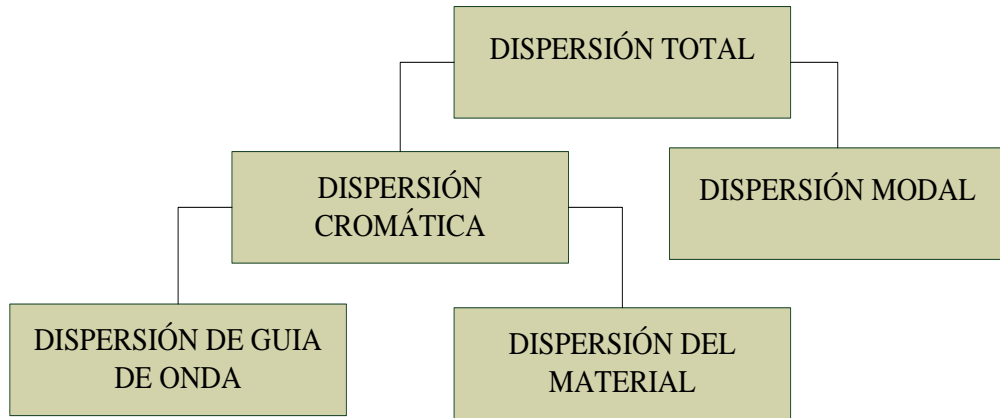 DISPERSIÓN TOTAL
DISPERSIÓN
CROMÁTICA
DISPERSIÓN MODAL
DISPERSIÓN DE GUIA
DE ONDA
DISPERSIÓN DEL
MATERIAL